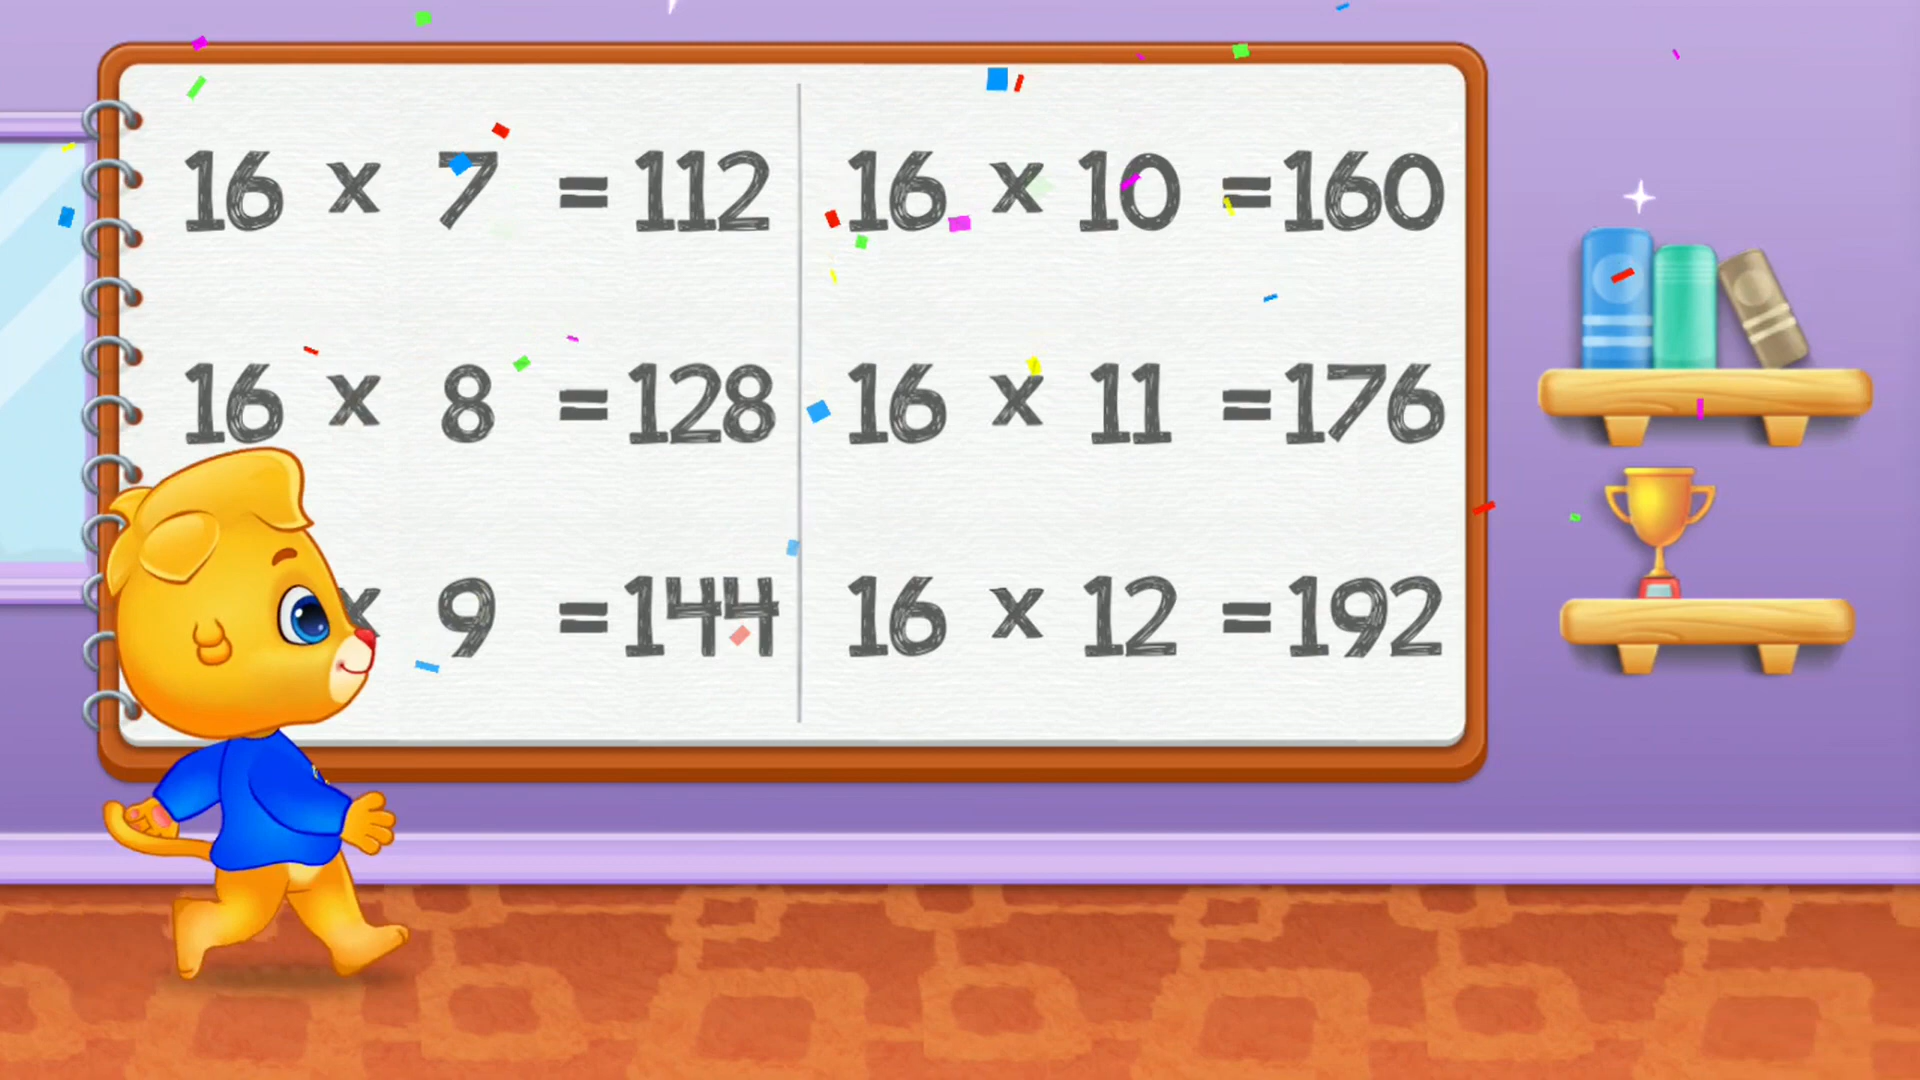 16 x 7 = 112
16 x 8 = 128
x 9 = 144
16 x 10 = 160
16 x 11 = 176
16 x 12 = 192